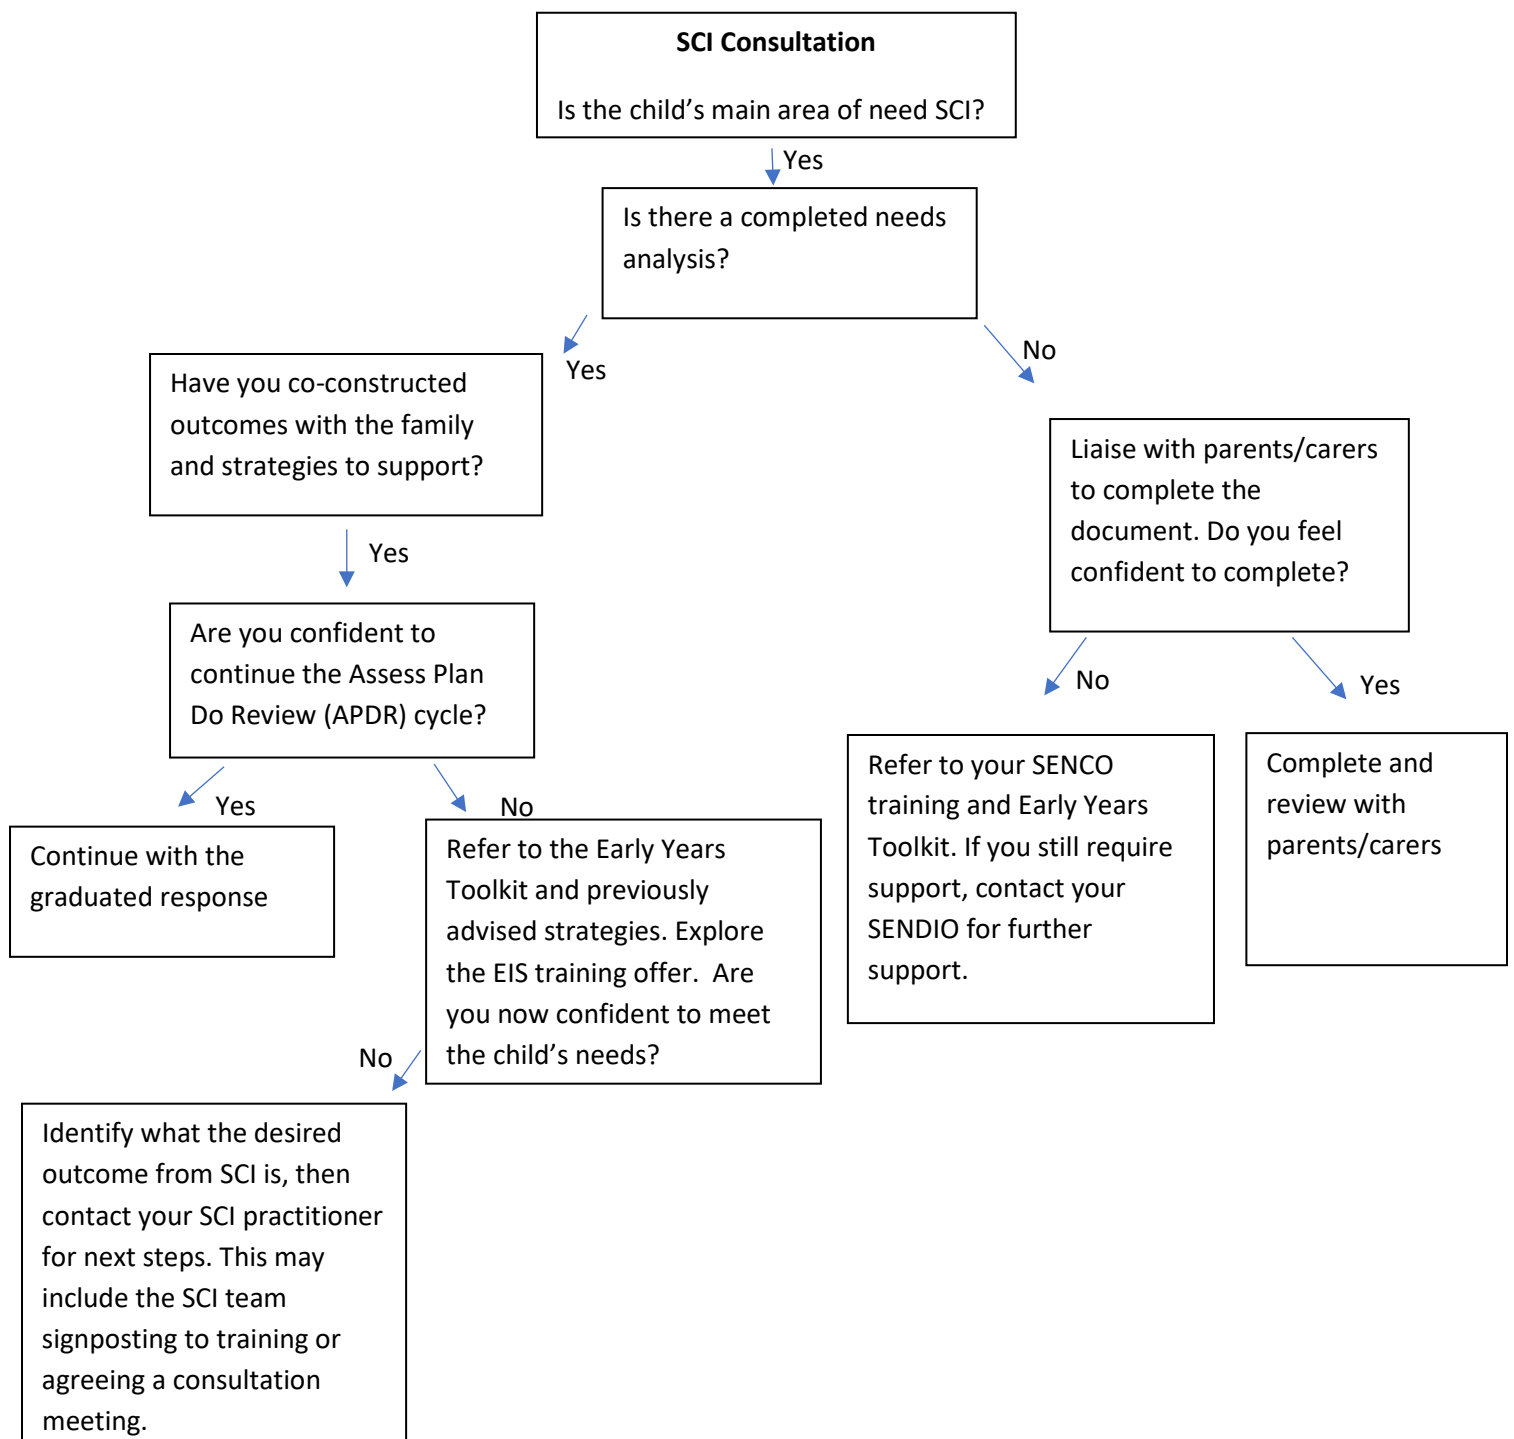 SCI Consultation
Is the child’s main area of need SCI?
Yes
Is there a completed needs
analysis?
Yes
No
Have you co-constructed
outcomes with the family
and strategies to support?
Liaise with parents/carers
to complete the
document. Do you feel
confident to complete?
Yes
Are you confident to
continue the Assess Plan
Do Review (APDR) cycle?
No
Yes
Refer to your SENCO
training and Early Years
Toolkit. If you still require
support, contact your
SENDIO for further
support.
Complete and
review with
parents/carers
Yes
No
Continue with the
graduated response
Refer to the Early Years
Toolkit and previously
advised strategies. Explore
the EIS training offer.  Are
you now confident to meet
the child’s needs?
No
Identify what the desired
outcome from SCI is, then
contact your SCI practitioner
for next steps. This may
include the SCI team
signposting to training or
agreeing a consultation
meeting.